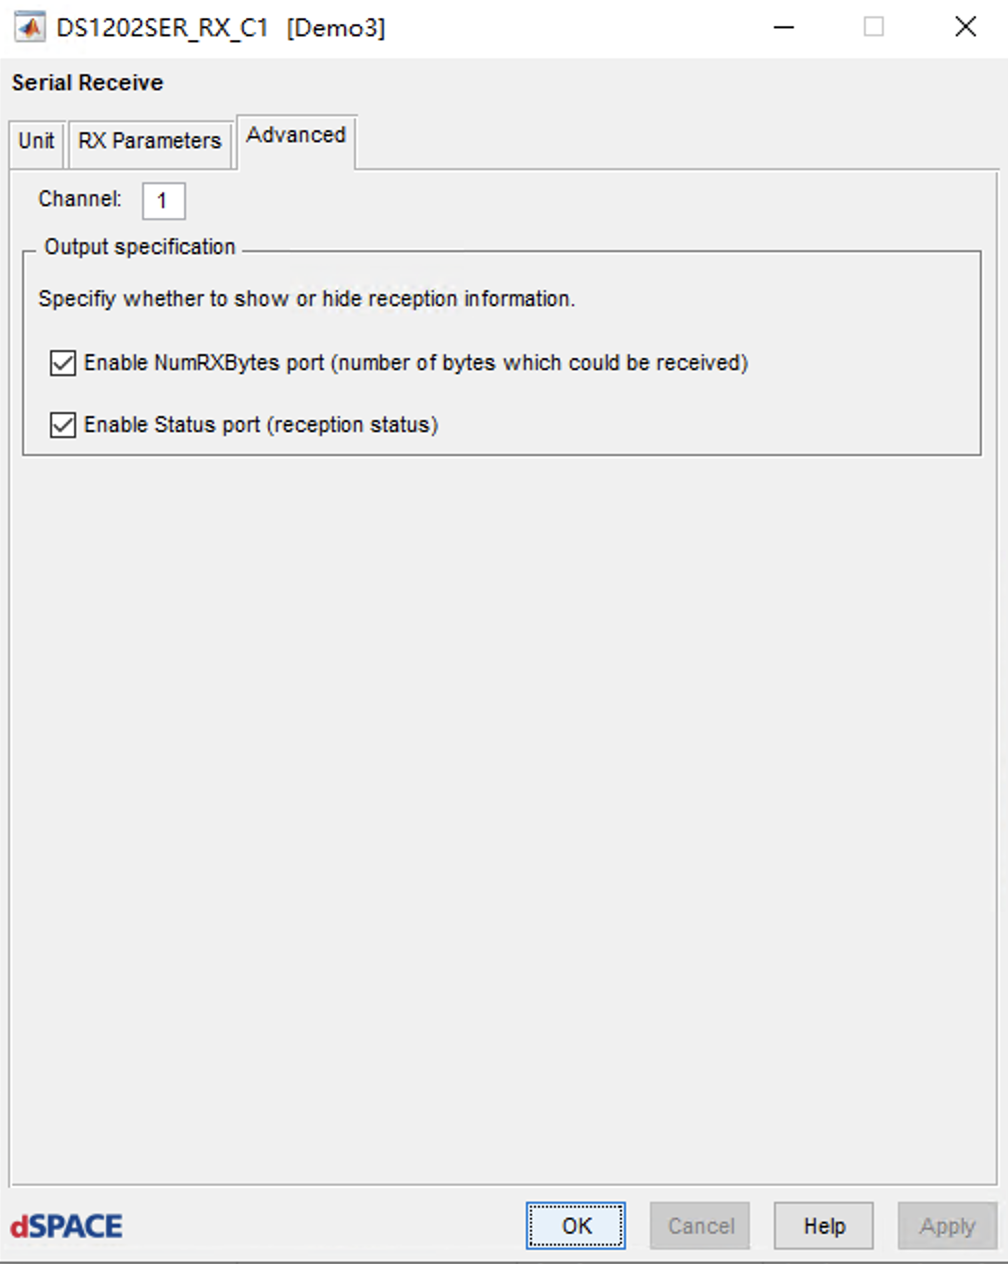 DS1202SER_RX_C1 [Demo3]
Serial Receive
Unit RX Parameters Advanced
Channel: 1
Output specification
Specifiy whether to show or hide reception information.
Enable NumRXBytes port (number of bytes which could be received)
Enable Status port (reception status)
dSPACE OK Cancel Help Apply